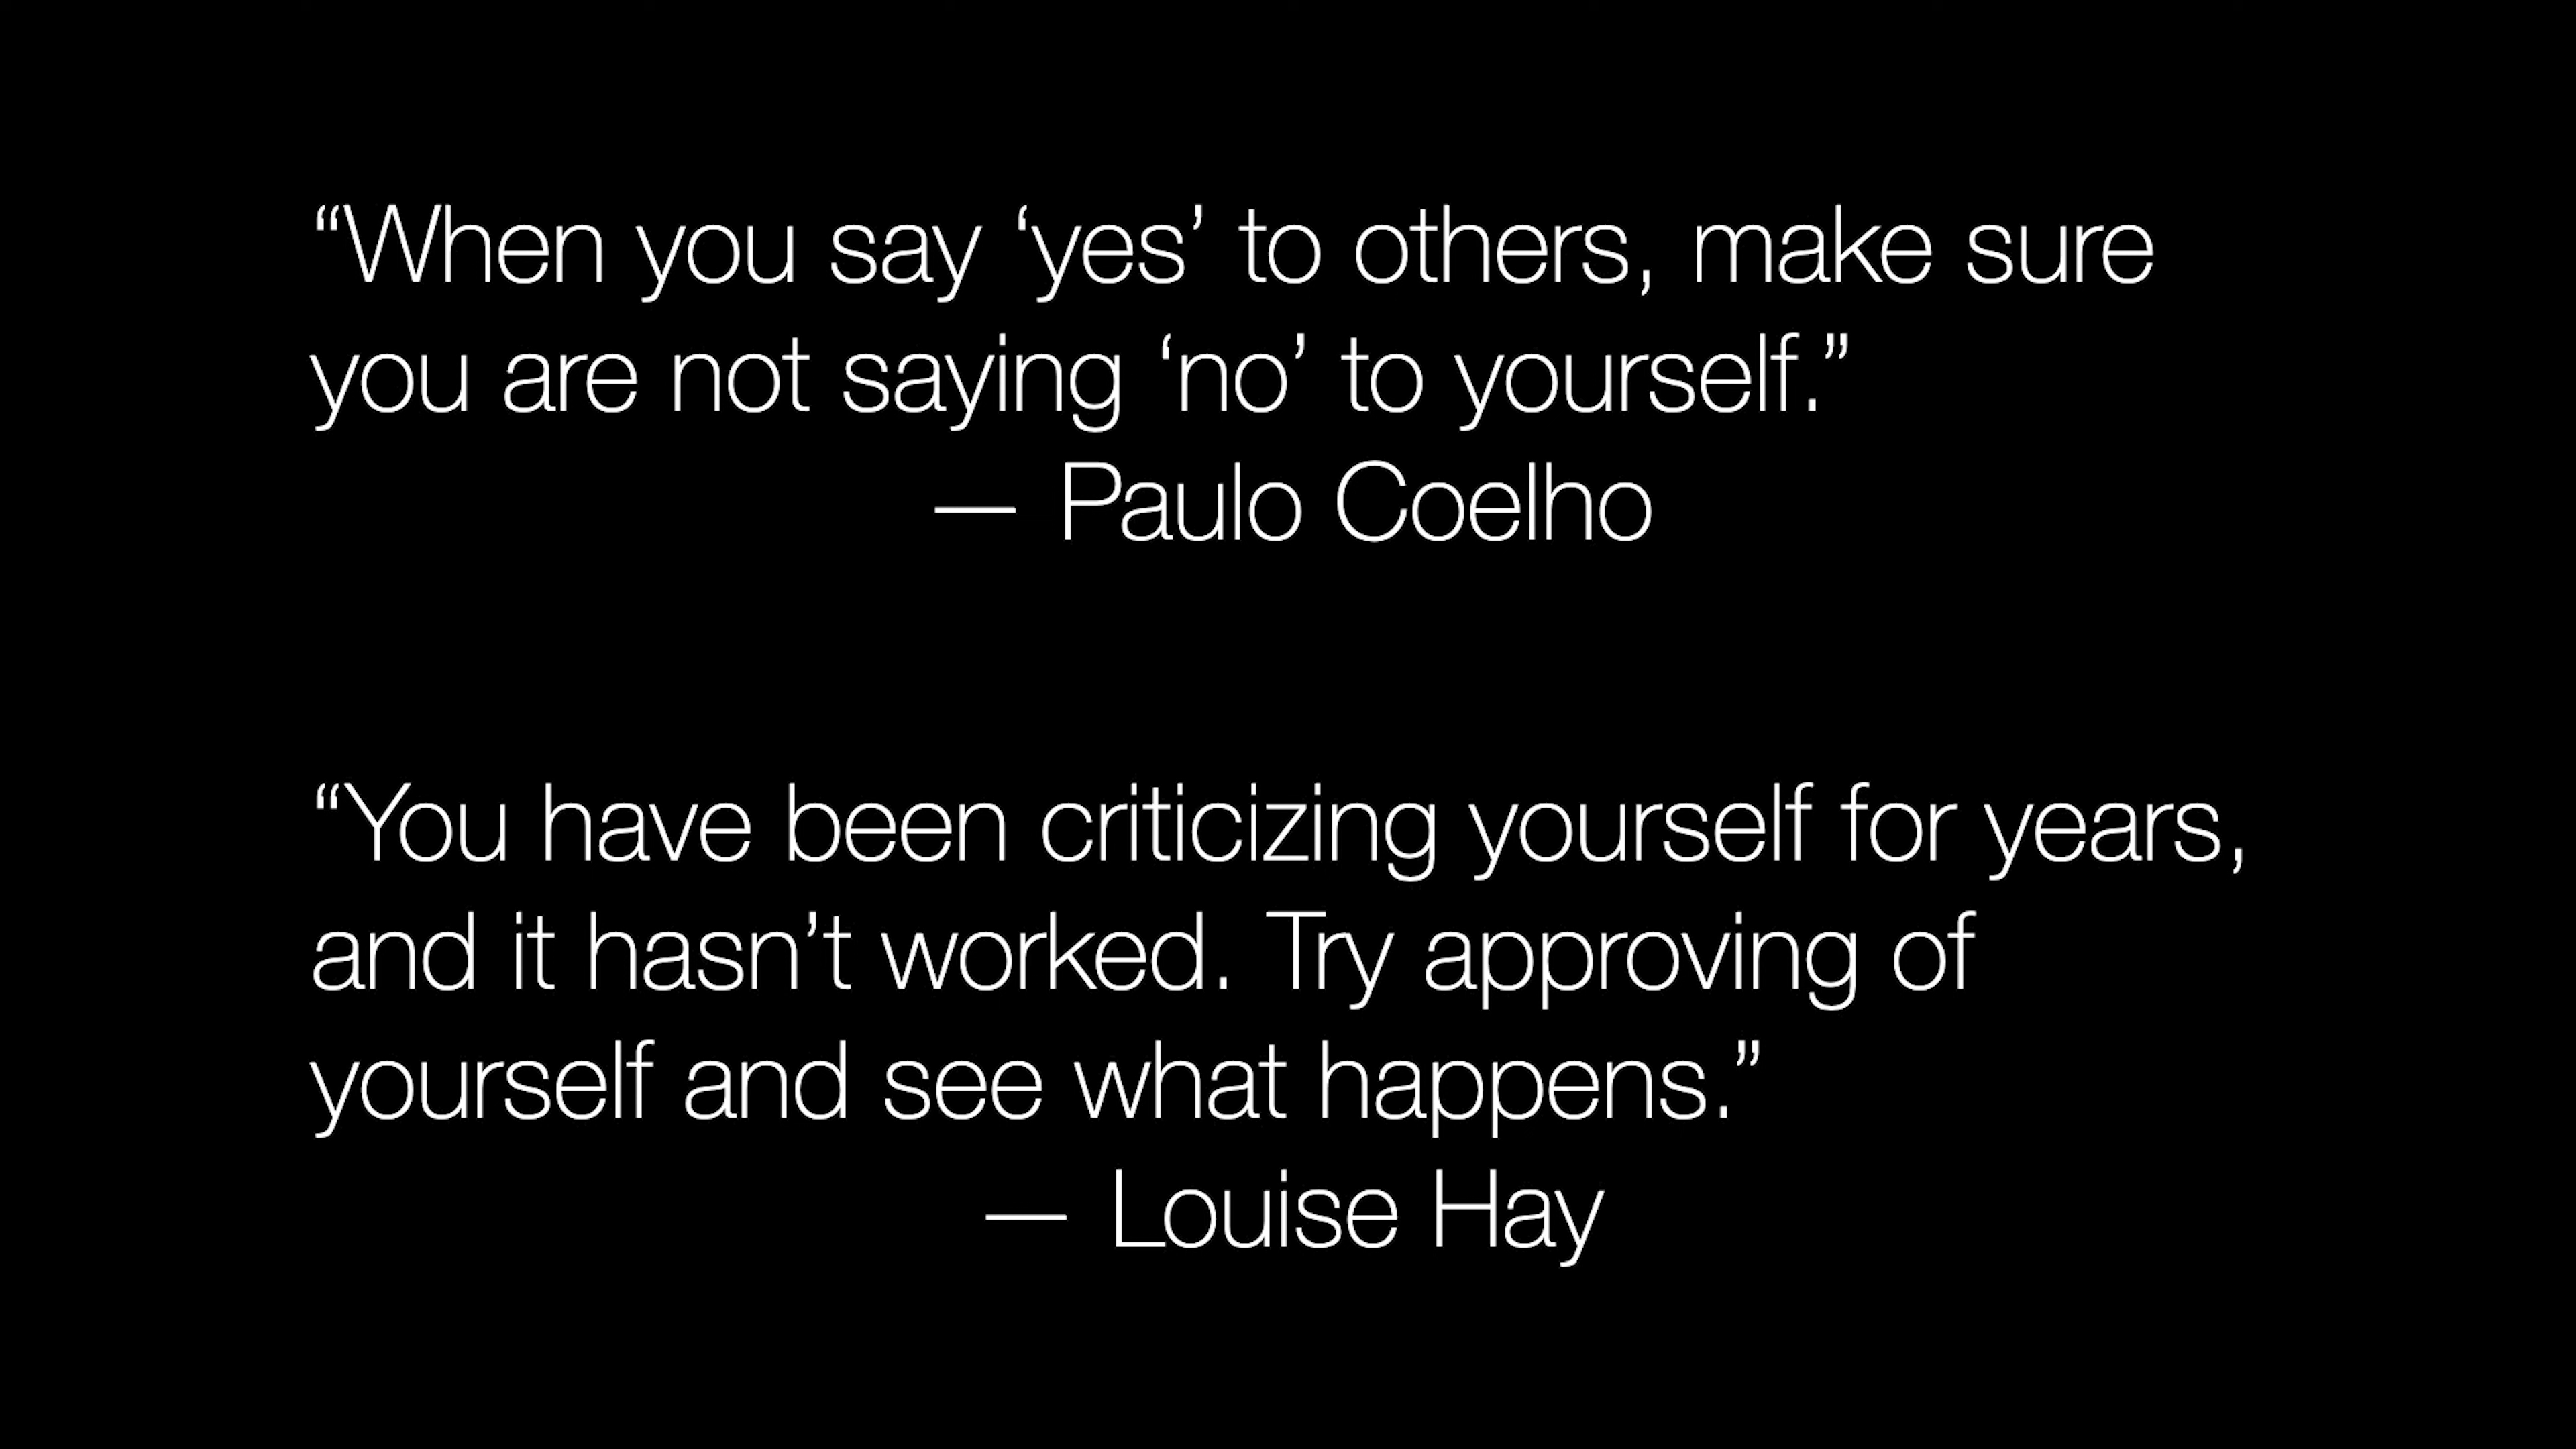 “When you say ‘yes’ to others, make sure
you are not saying ‘no’ to yourself.”
— Paulo Coelho
“You have been criticizing yourself for years,
and it hasn’t worked. Try approving of
yourself and see what happens.”
— Louise Hay